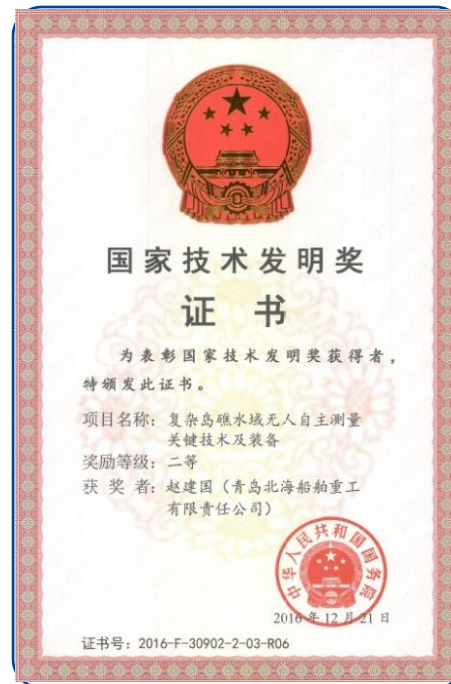 国家技术发明奖
证书
为表彰国家技术发明奖获得者，
特颁发此证书。
项目名称：复杂岛礁水域无人自主测量
关键技术及装备
奖励等级：二等
获奖者：赵建国（青岛北海船舶重工
有限责任公司）
中华人民共和国国务院
2016年12月21日
证书号：2016-F-30902-2-03-R06